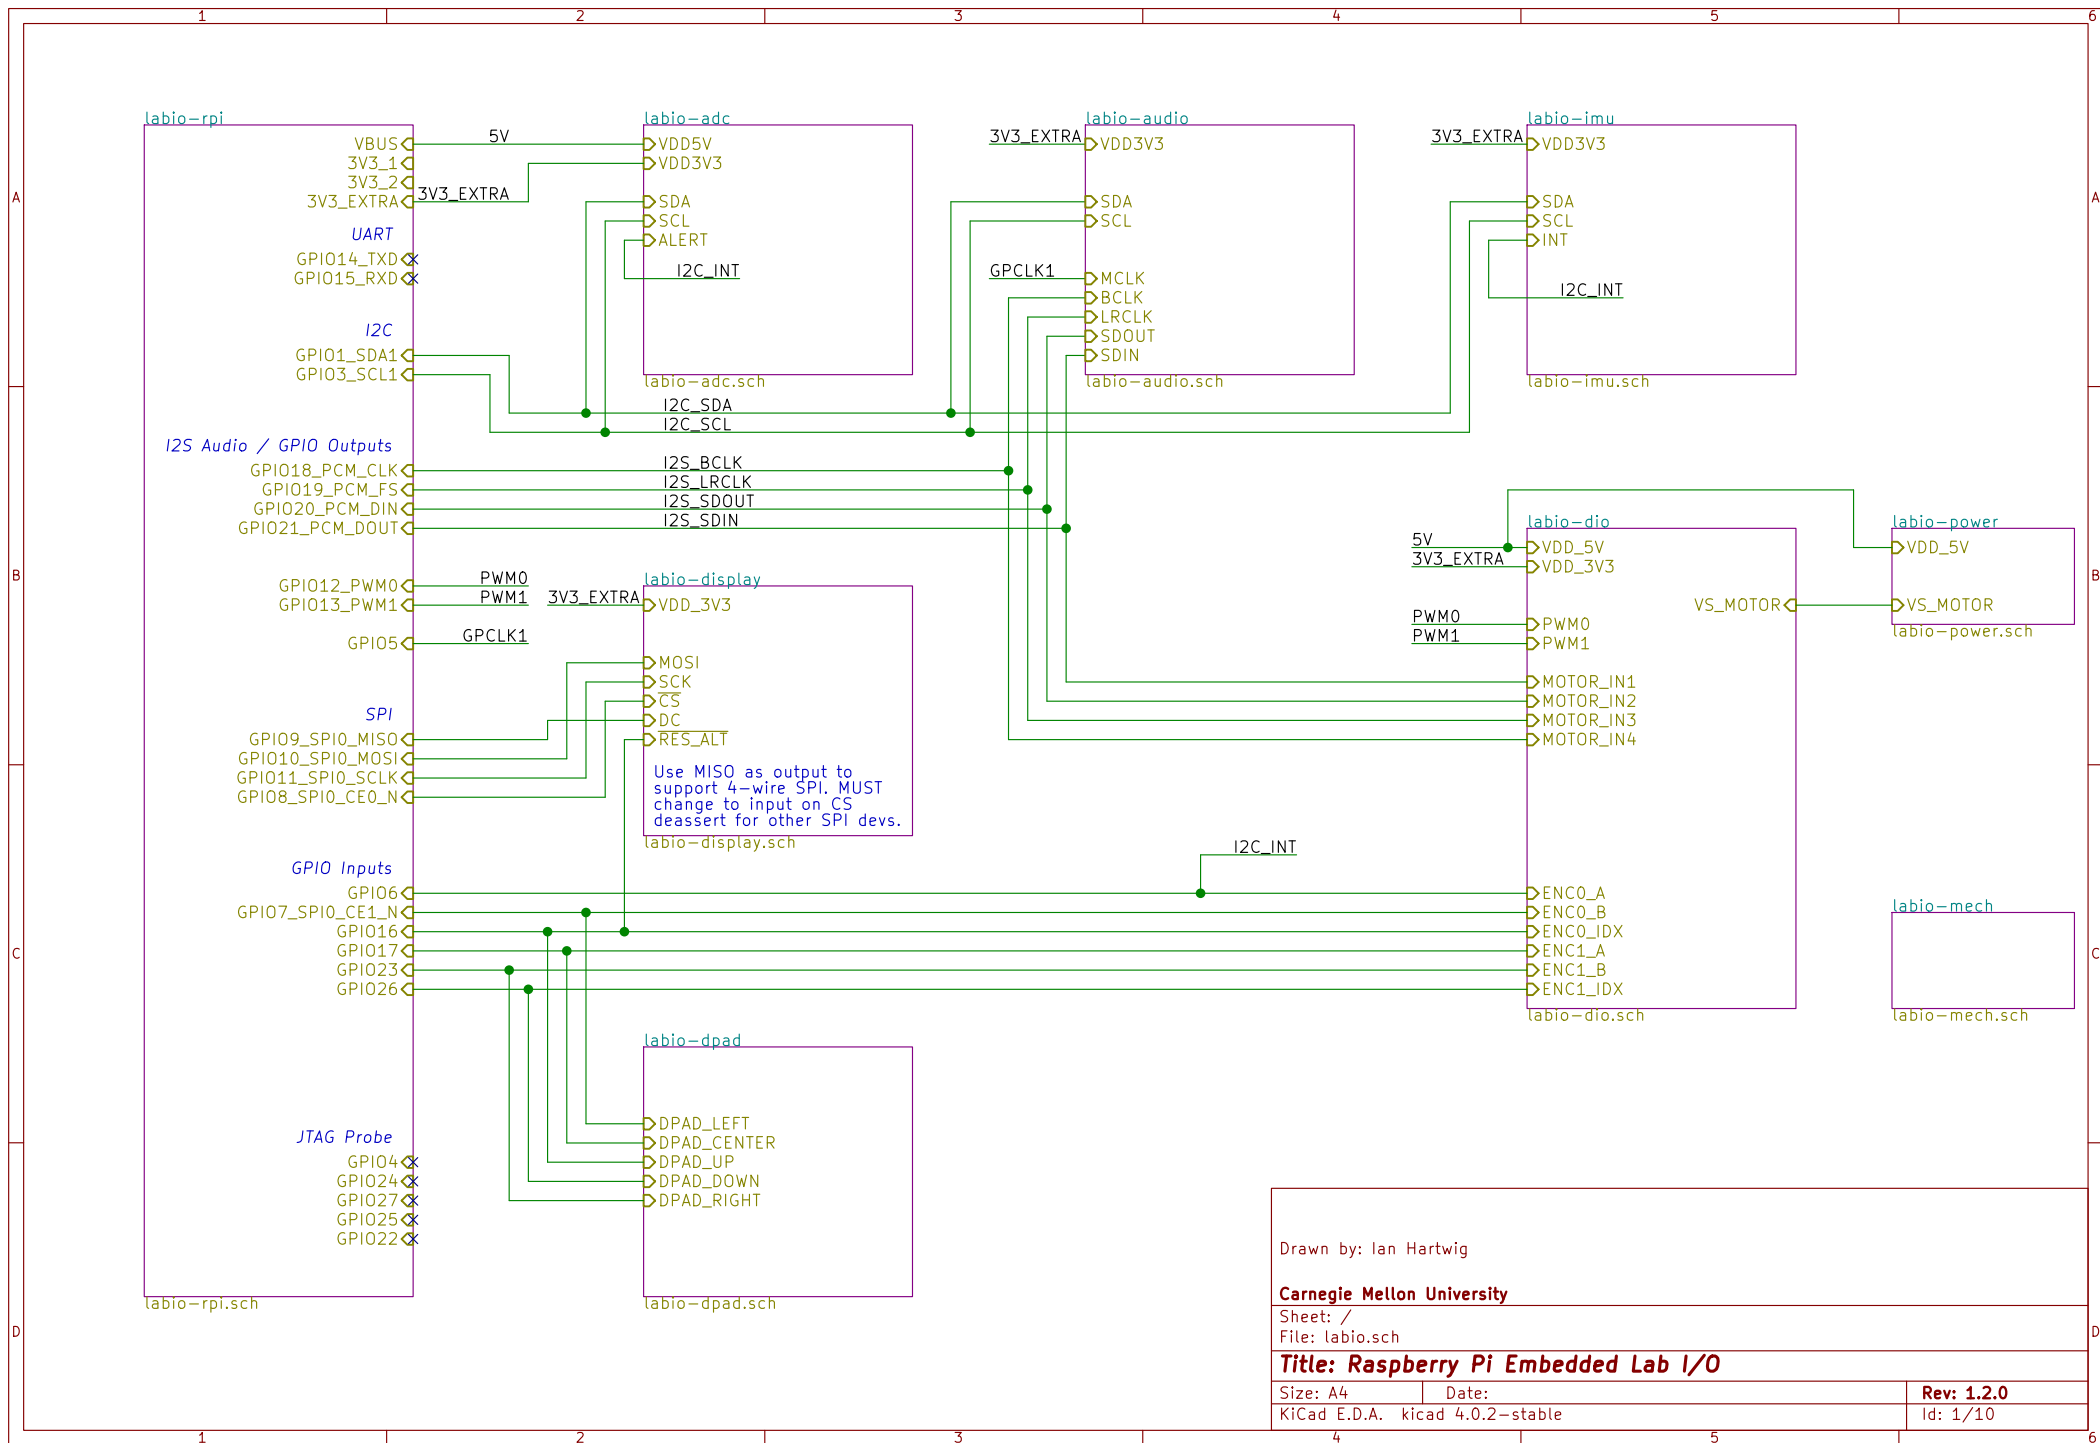 1 2 3 4 5 6
A
B
C
D
A
B
C
D
labio-rpi
VBUS
3V3_1
3V3_2
3V3_EXTRA
UART
GPIO14_TXD
GPIO15_RXD
I2C
GPIO1_SDA1
GPIO3_SCL1
I2S Audio / GPIO Outputs
GPIO18_PCM_CLK
GPIO19_PCM_FS
GPIO20_PCM_DIN
GPIO21_PCM_DOUT
GPIO12_PWM0
GPIO13_PWM1
GPIO5
SPI
GPIO9_SPI0_MISO
GPIO10_SPI0_MOSI
GPIO11_SPI0_SCLK
GPIO8_SPI0_CE0_N
GPIO Inputs
GPIO6
GPIO7_SPI0_CE1_N
GPIO16
GPIO17
GPIO23
GPIO26
JTAG Probe
GPIO4
GPIO24
GPIO27
GPIO25
GPIO22
labio-rpi.sch
5V
3V3_EXTRA
labio-adc
VDD5V
VDD3V3
SDA
SCL
ALERT
I2C_INT
labio-adc.sch
I2C_SDA
I2C_SCL
I2S_BCLK
I2S_LRCLK
I2S_SDOUT
I2S_SDIN
PWM0
PWM1
GPCLK1
labio-display
3V3_EXTRA
VDD_3V3
MOSI
SCK
CS
DC
RES_ALT
Use MISO as output to
support 4-wire SPI. MUST
change to input on CS
deassert for other SPI devs.
labio-display.sch
labio-dpad
DPAD_LEFT
DPAD_CENTER
DPAD_UP
DPAD_DOWN
DPAD_RIGHT
labio-dpad.sch
labio-audio
3V3_EXTRA
VDD3V3
SDA
SCL
GPCLK1
MCLK
BCLK
LRCLK
SDOUT
SDIN
labio-audio.sch
labio-imu
3V3_EXTRA
VDD3V3
SDA
SCL
INT
I2C_INT
labio-imu.sch
labio-dio
5V
VDD_5V
3V3_EXTRA
VDD_3V3
VS_MOTOR
PWM0
PWM0
PWM1
PWM1
MOTOR_IN1
MOTOR_IN2
MOTOR_IN3
MOTOR_IN4
I2C_INT
ENC0_A
ENC0_B
ENC0_IDX
ENC1_A
ENC1_B
ENC1_IDX
labio-dio.sch
labio-power
VDD_5V
VS_MOTOR
labio-power.sch
labio-mech
labio-mech.sch
Drawn by: Ian Hartwig
Carnegie Mellon University
Sheet: /
File: labio.sch
Title: Raspberry Pi Embedded Lab I/O
Size: A4 Date: Rev: 1.2.0
KiCad E.D.A. kicad 4.0.2-stable Id: 1/10
1 2 3 4 5 6